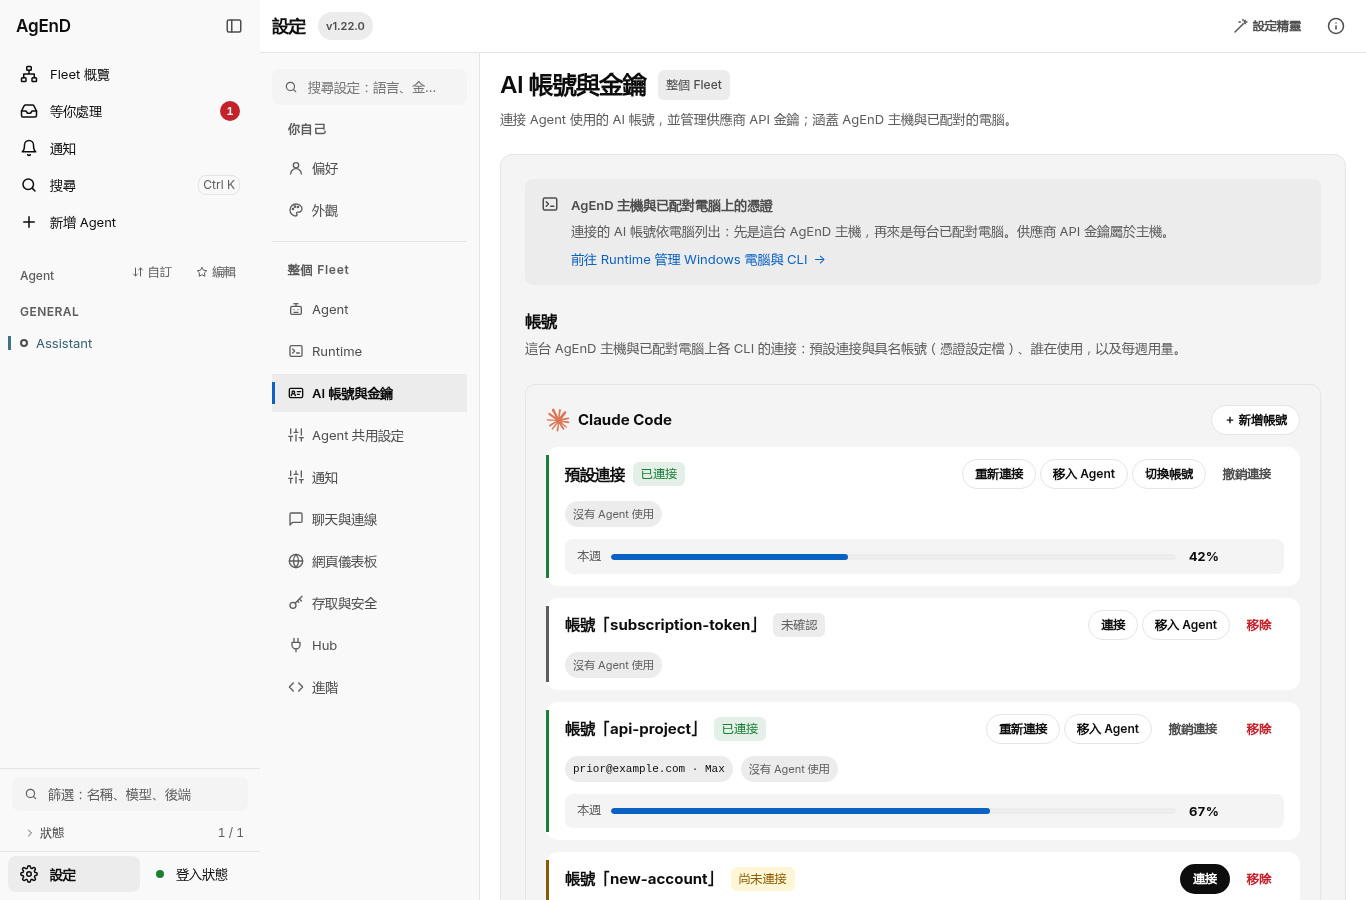 AgEnD
Fleet 概覽
等你處理 1
通知
搜尋 Ctrl K
新增 Agent
Agent 自訂 編輯
GENERAL
Assistant
篩選：名稱、模型、後端
狀態 1 / 1
設定 登入狀態
設定 v1.22.0 設定精靈
搜尋設定：語言、金...
你自己
偏好
外觀
整個 Fleet
Agent
Runtime
AI 帳號與金鑰
Agent 共用設定
通知
聊天與連線
網頁儀表板
存取與安全
Hub
進階
AI 帳號與金鑰 整個 Fleet
連接 Agent 使用的 AI 帳號，並管理供應商 API 金鑰；涵蓋 AgEnD 主機與已配對的電腦。
AgEnD 主機與已配對電腦上的憑證
連接的 AI 帳號依電腦列出：先是這台 AgEnD 主機，再來是每台已配對電腦。供應商 API 金鑰屬於主機。
前往 Runtime 管理 Windows 電腦與 CLI →
帳號
這台 AgEnD 主機與已配對電腦上各 CLI 的連接：預設連接與具名帳號（憑證設定檔）、誰在使用，以及每週用量。
Claude Code + 新增帳號
預設連接 已連接 重新連接 移入 Agent 切換帳號 撤銷連接
沒有 Agent 使用
本週 42%
帳號「subscription-token」 未確認 連接 移入 Agent 移除
沒有 Agent 使用
帳號「api-project」 已連接 重新連接 移入 Agent 撤銷連接 移除
prior@example.com · Max 沒有 Agent 使用
本週 67%
帳號「new-account」 尚未連接 連接 移除